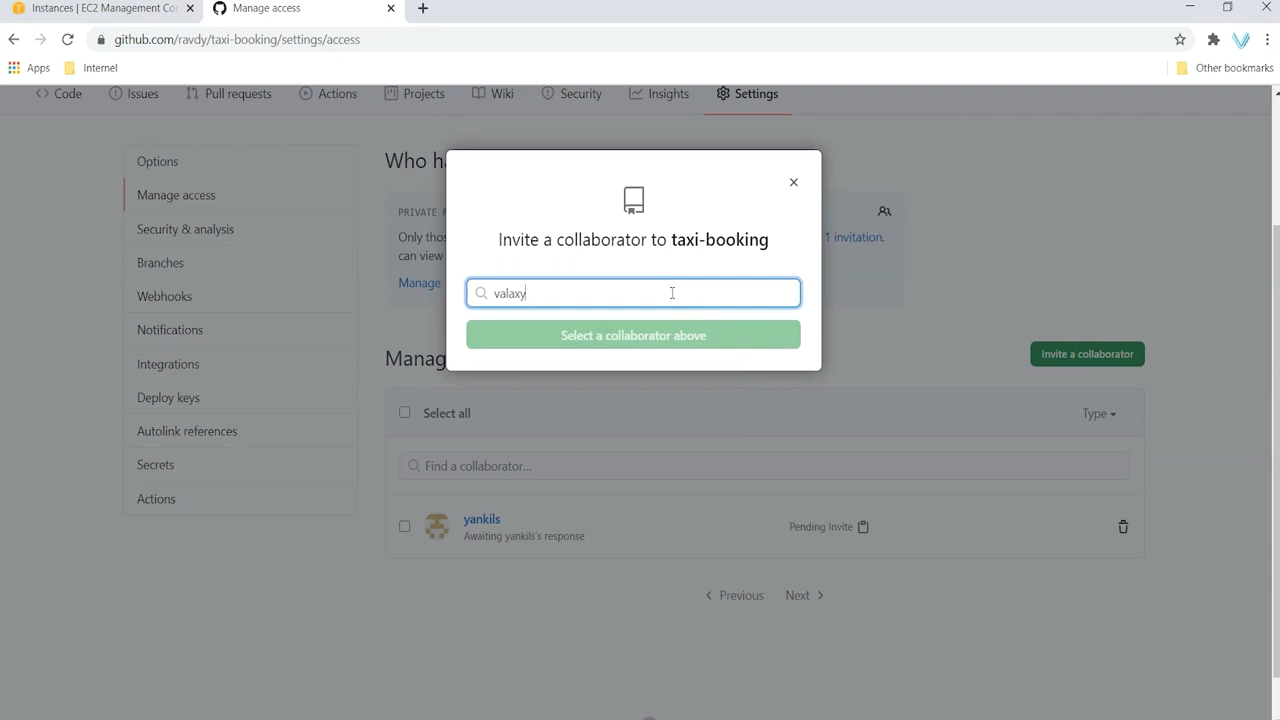 Instances | EC2 Management Co
Manage access
github.com/ravdy/taxi-booking/settings/access
Apps
Internet
Other bookmarks
Code
Issues
Pull requests
Actions
Projects
Wiki
Security
Insights
Settings
Options
Manage access
Security & analysis
Branches
Webhooks
Notifications
Integrations
Deploy keys
Autolink references
Secrets
Actions
Who ha
PRIVATE
Only thos
can view
Manage
1 invitation.
Invite a collaborator to taxi-booking
valaxy
Select a collaborator above
Manag
Invite a collaborator
Select all
Type
Find a collaborator...
yankils
Awaiting yankils's response
Pending Invite
Previous
Next